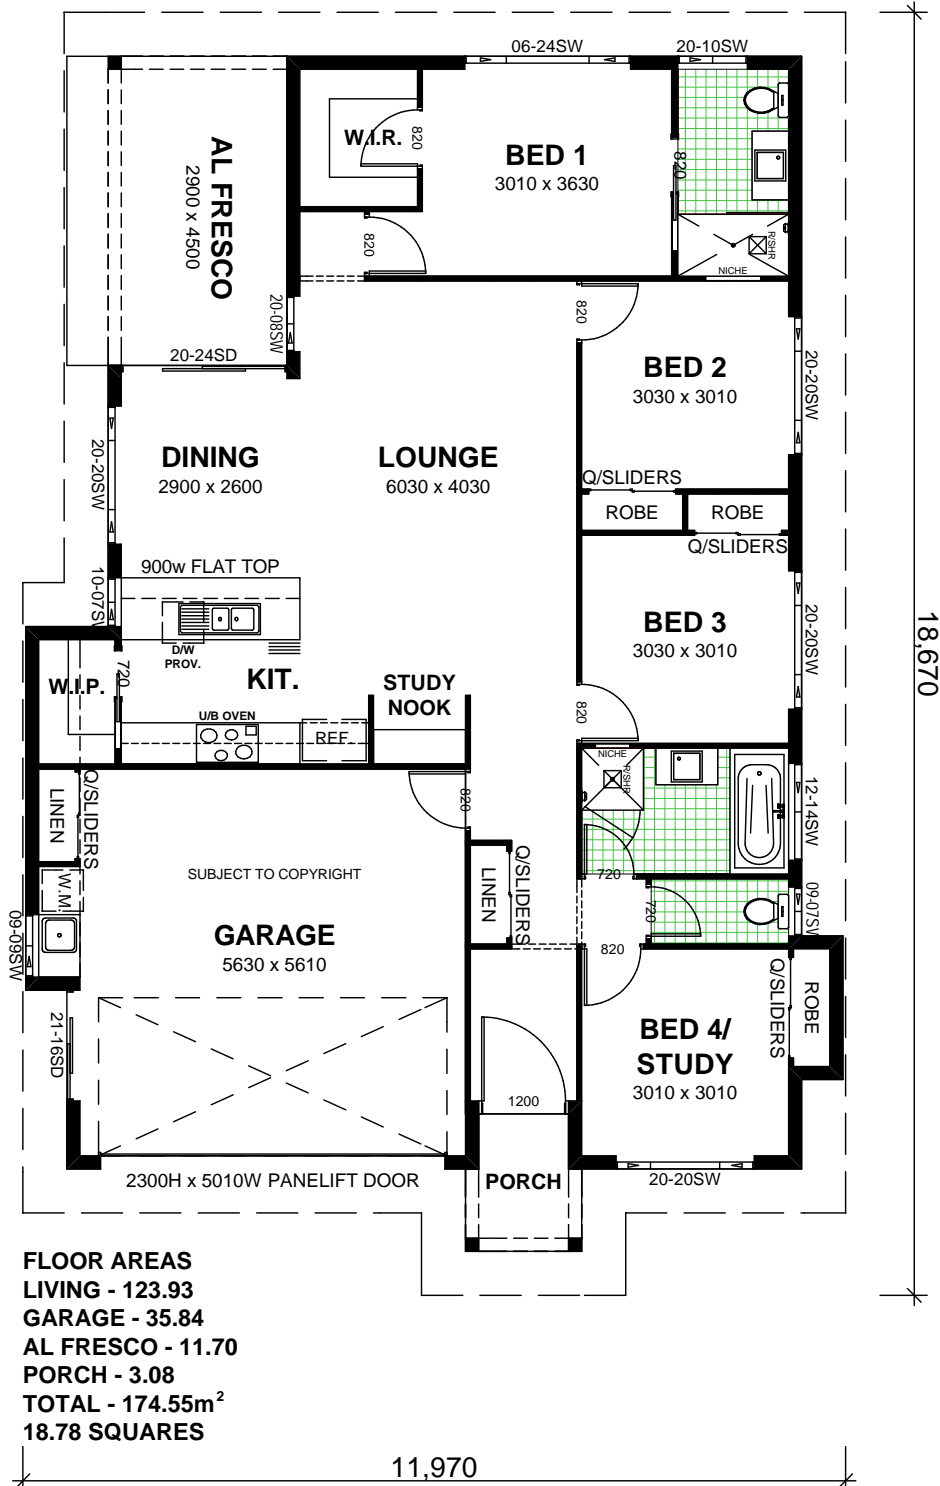 06-24SW
20-10SW
W.I.R.
820
BED 1
3010 x 3630
820
R/SHR
NICHE
AL FRESCO
2900 x 4500
820
20-08SW
20-24SD
820
BED 2
3030 x 3010
20-20SW
Q/SLIDERS
ROBE
ROBE
Q/SLIDERS
DINING
2900 x 2600
LOUNGE
6030 x 4030
20-20SW
900w FLAT TOP
10-07SW
D/W
PROV.
BED 3
3030 x 3010
20-20SW
18,670
W.I.P.
720
KIT.
STUDY
NOOK
U/B OVEN
REF
820
NICHE
R/SHR
12-14SW
LINEN
Q/SLIDERS
820
SUBJECT TO COPYRIGHT
LINEN
Q/SLIDERS
720
W.M.
720
09-07SW
09-09SW
GARAGE
5630 x 5610
820
Q/SLIDERS
ROBE
21-16SD
BED 4/
STUDY
3010 x 3010
1200
2300H x 5010W PANELIFT DOOR
PORCH
20-20SW
FLOOR AREAS
LIVING - 123.93
GARAGE - 35.84
AL FRESCO - 11.70
PORCH - 3.08
TOTAL - 174.55m²
18.78 SQUARES
11,970